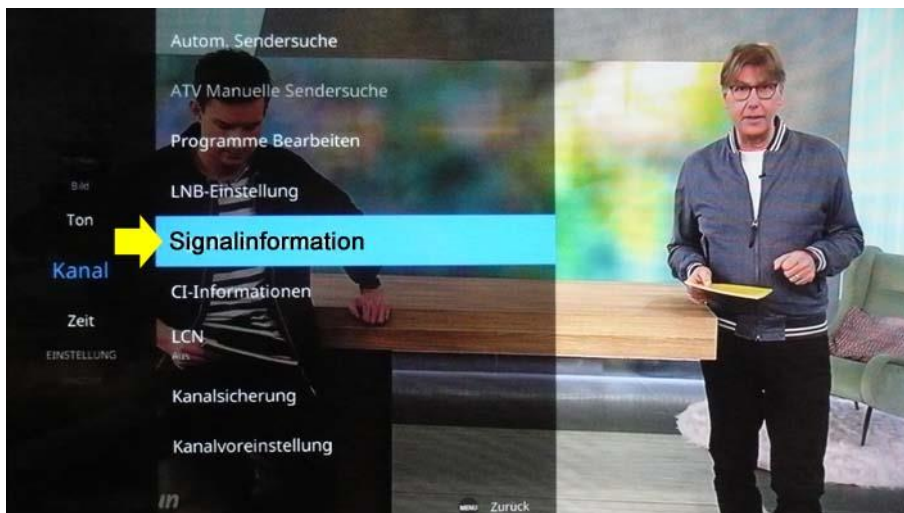 Autom. Sendersuche
ATV Manuelle Sendersuche
Programme Bearbeiten
Bild
LNB-Einstellung
Ton
Signalinformation
Kanal
CI-Informationen
Zeit
LCN
EINSTELLUNG
Aus
Kanalsicherung
Kanalvoreinstellung
un
MENU Zurück